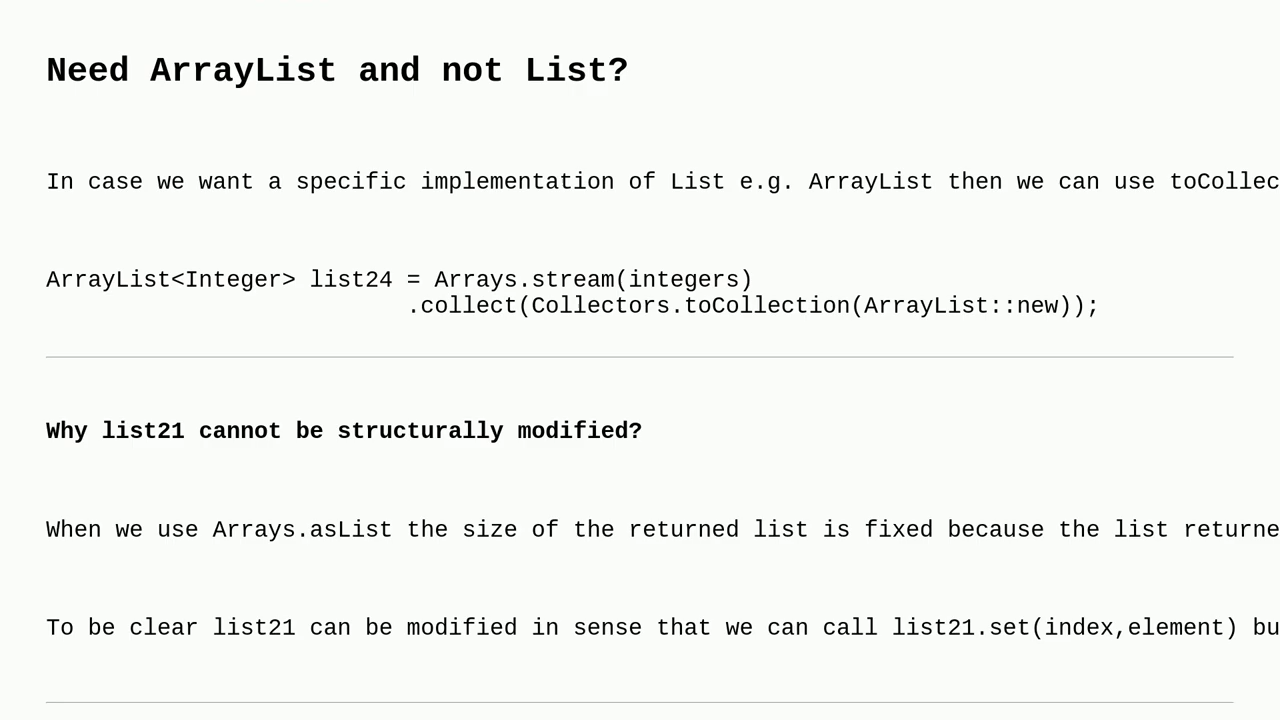 Need ArrayList and not List?
In case we want a specific implementation of List e.g. ArrayList then we can use toCollec
ArrayList<Integer> list24 = Arrays.stream(integers)
.collect(Collectors.toCollection(ArrayList::new));
Why list21 cannot be structurally modified?
When we use Arrays.asList the size of the returned list is fixed because the list returne
To be clear list21 can be modified in sense that we can call list21.set(index,element) bu